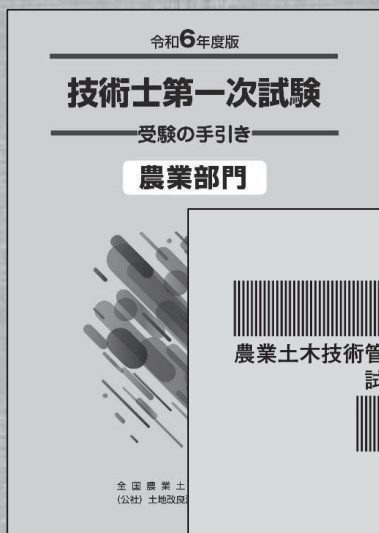 令和6年度版
技術士第一次試験
受験の手引き
農業部門
農業土木技術管
試
全国農業土
(公社) 土地改良